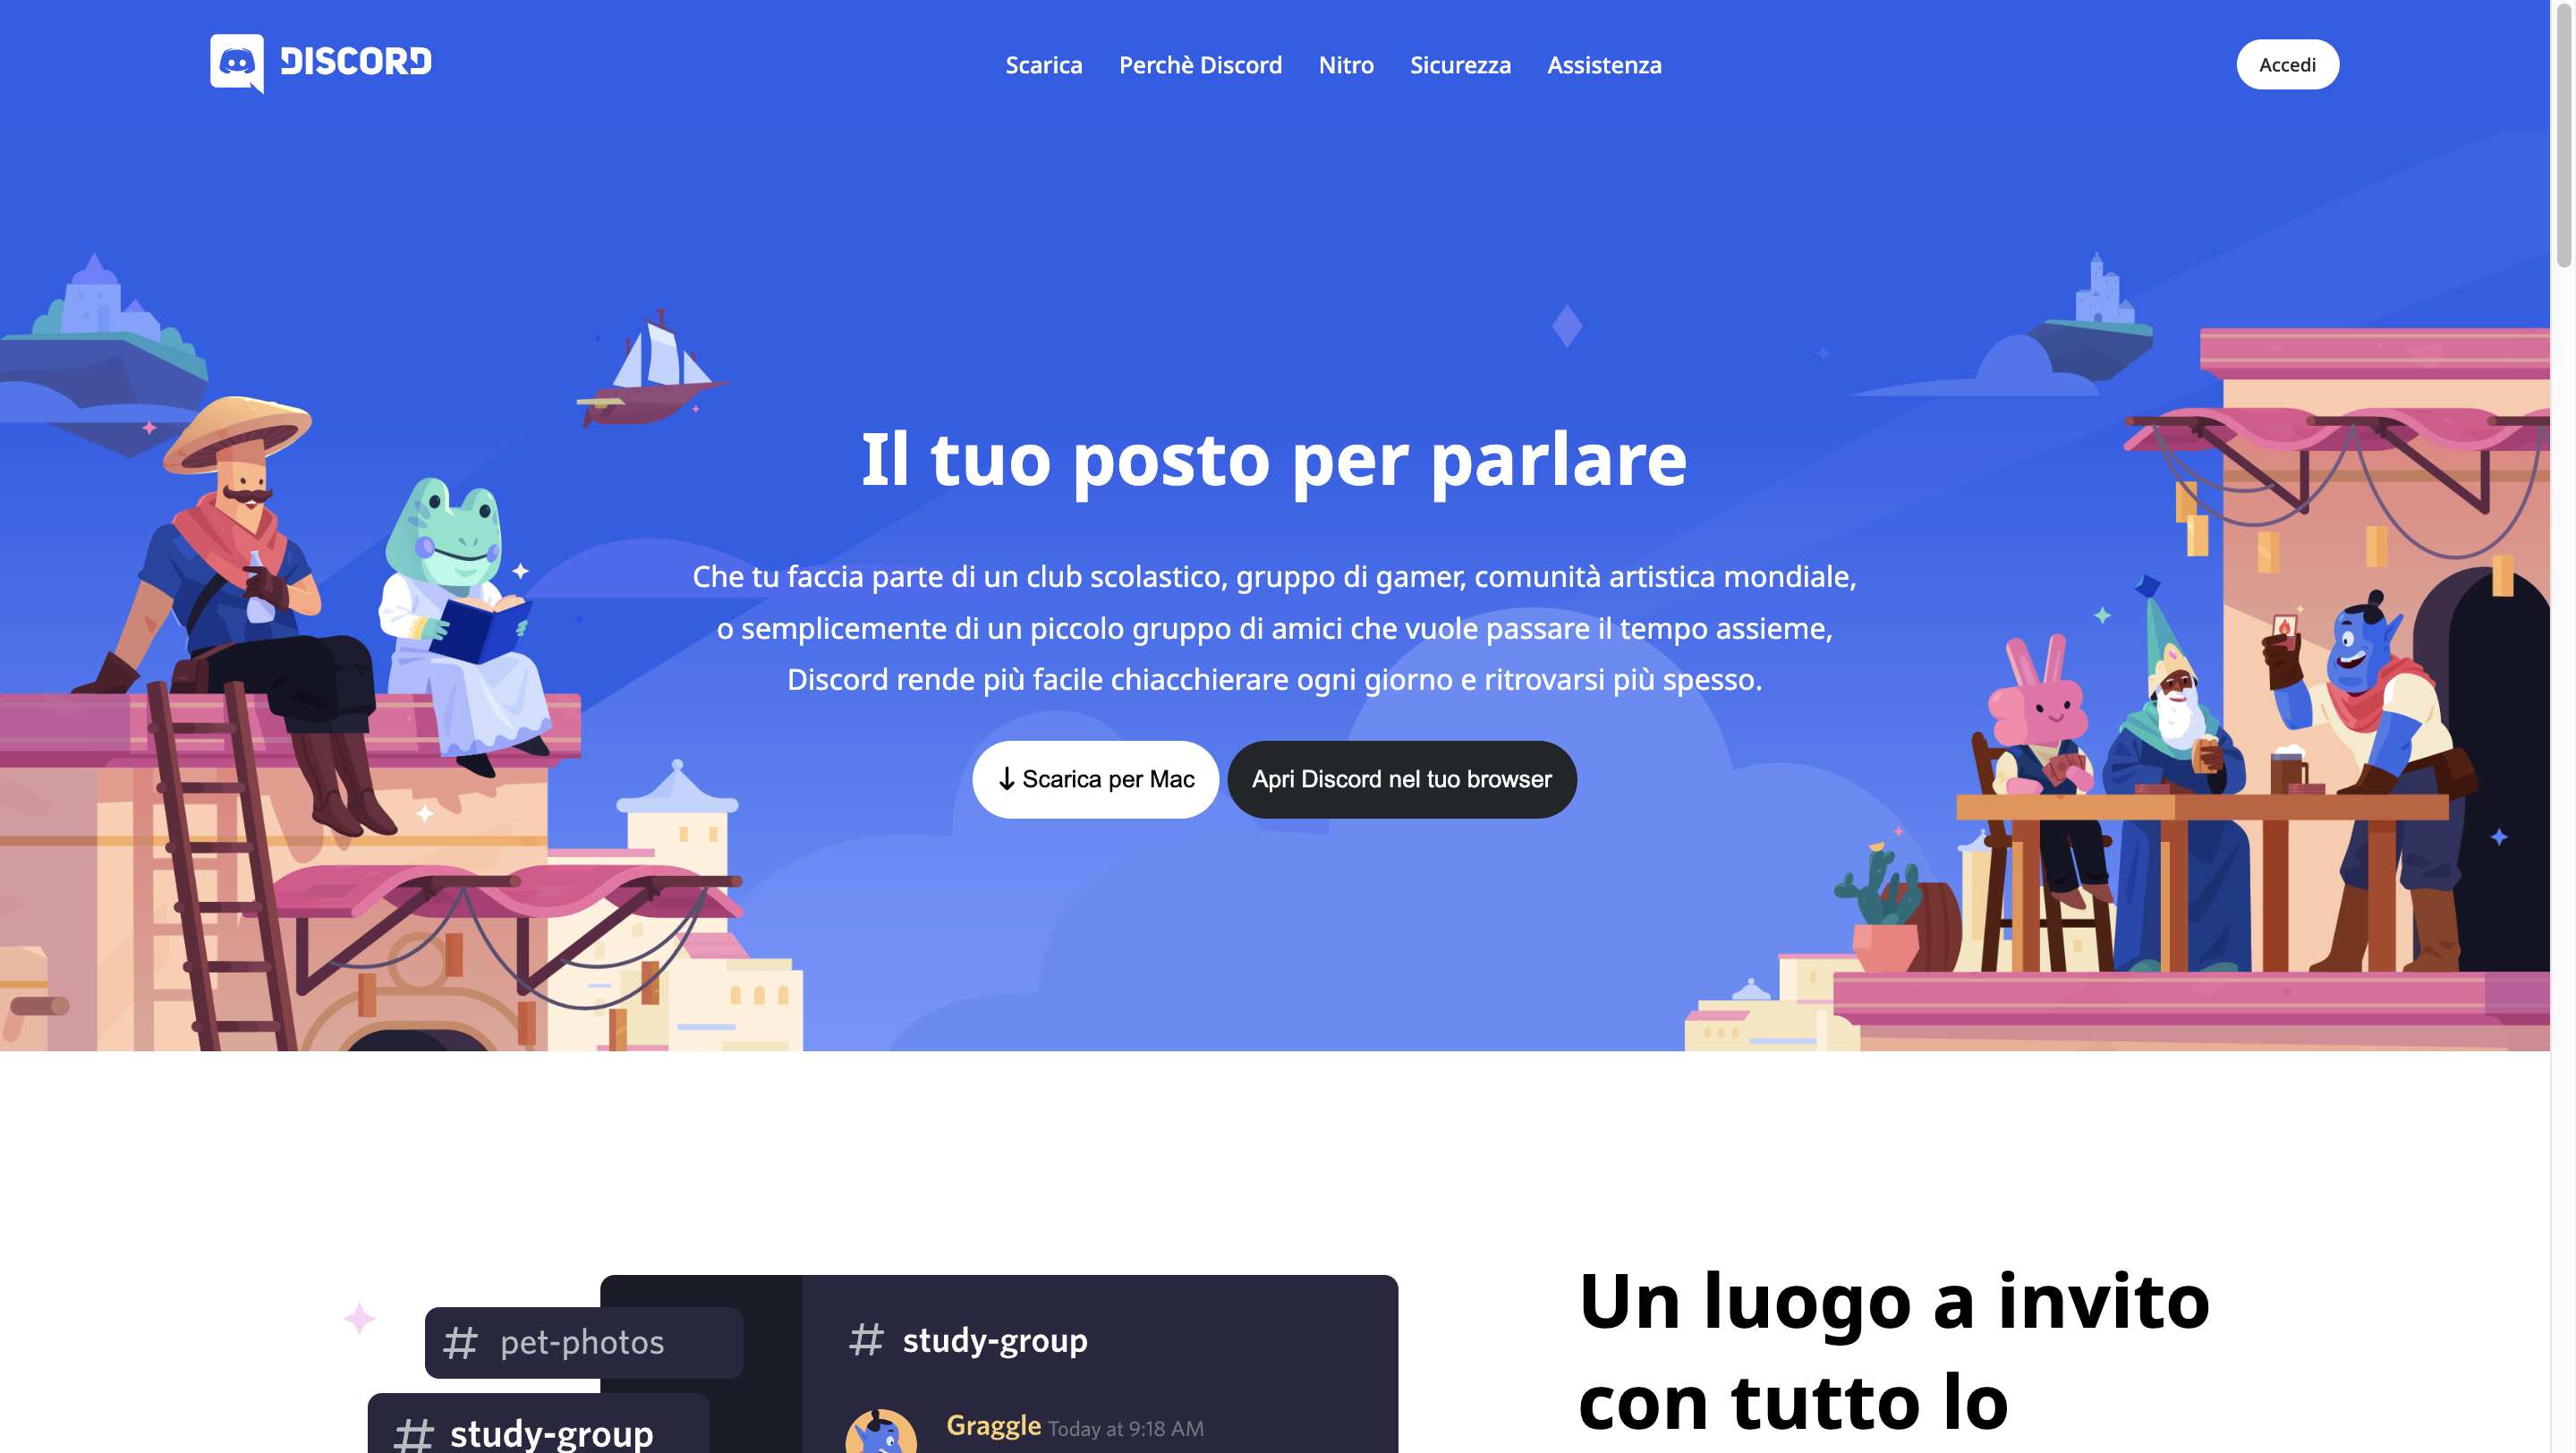 DISCORD
Scarica
Perchè Discord
Nitro
Sicurezza
Assistenza
Accedi
Il tuo posto per parlare
Che tu faccia parte di un club scolastico, gruppo di gamer, comunità artistica mondiale,
o semplicemente di un piccolo gruppo di amici che vuole passare il tempo assieme,
Discord rende più facile chiacchierare ogni giorno e ritrovarsi più spesso.
↓ Scarica per Mac
Apri Discord nel tuo browser
# pet-photos
# study-group
# study-group
Graggle Today at 9:18 AM
Un luogo a invito
con tutto lo